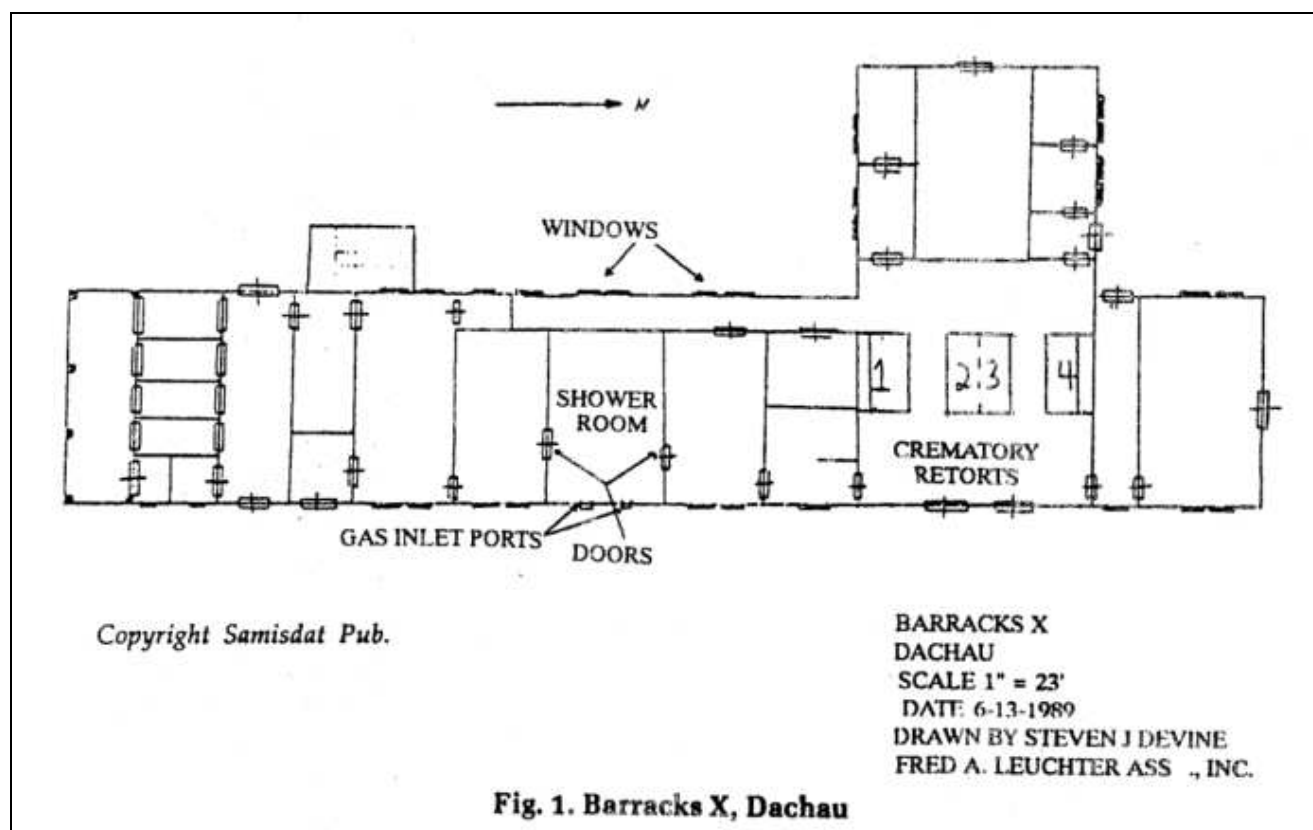 N
WINDOWS
SHOWER
ROOM
1
2
3
4
CREMATORY
RETORTS
GAS INLET PORTS
DOORS
Copyright Samisdat Pub.
BARRACKS X
DACHAU
SCALE 1" = 23'
DATE 6-13-1989
DRAWN BY STEVEN J DEVINE
FRED A. LEUCHTER ASS ., INC.
Fig. 1. Barracks X, Dachau